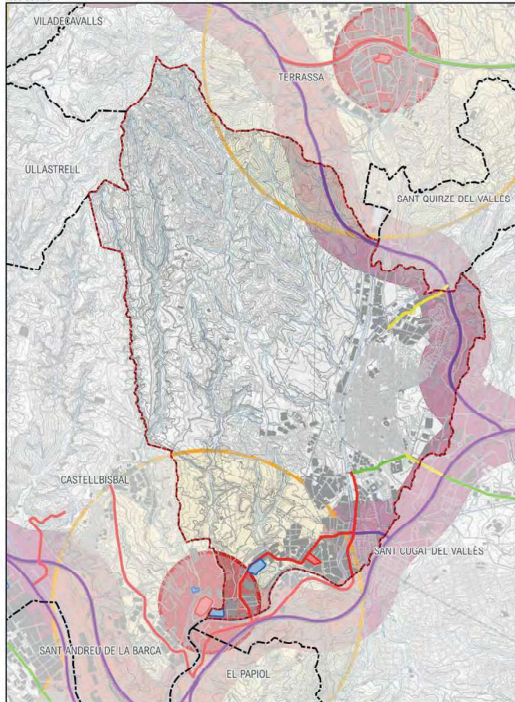 VILADECAVALLS
TERRASSA
ULLASTRELL
SANT QUIRZE DEL VALLÈS
CASTELLBISBAL
SANT CUGAT DEL VALLÈS
SANT ANDREU DE LA BARCA
EL PAPIOL